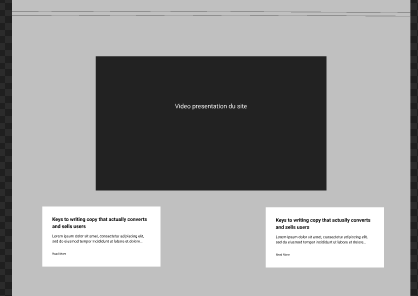 Video presentation du site
Keys to writing copy that actually converts
and sells users
Lorem ipsum dolor sit amet, consectetur adipiscing elit,
sed do eiusmod tempor incididunt ut labore et dolore...
Read More
Keys to writing copy that actually converts
and sells users
Lorem ipsum dolor sit amet, consectetur adipiscing elit,
sed do eiusmod tempor incididunt ut labore et dolore...
Read More